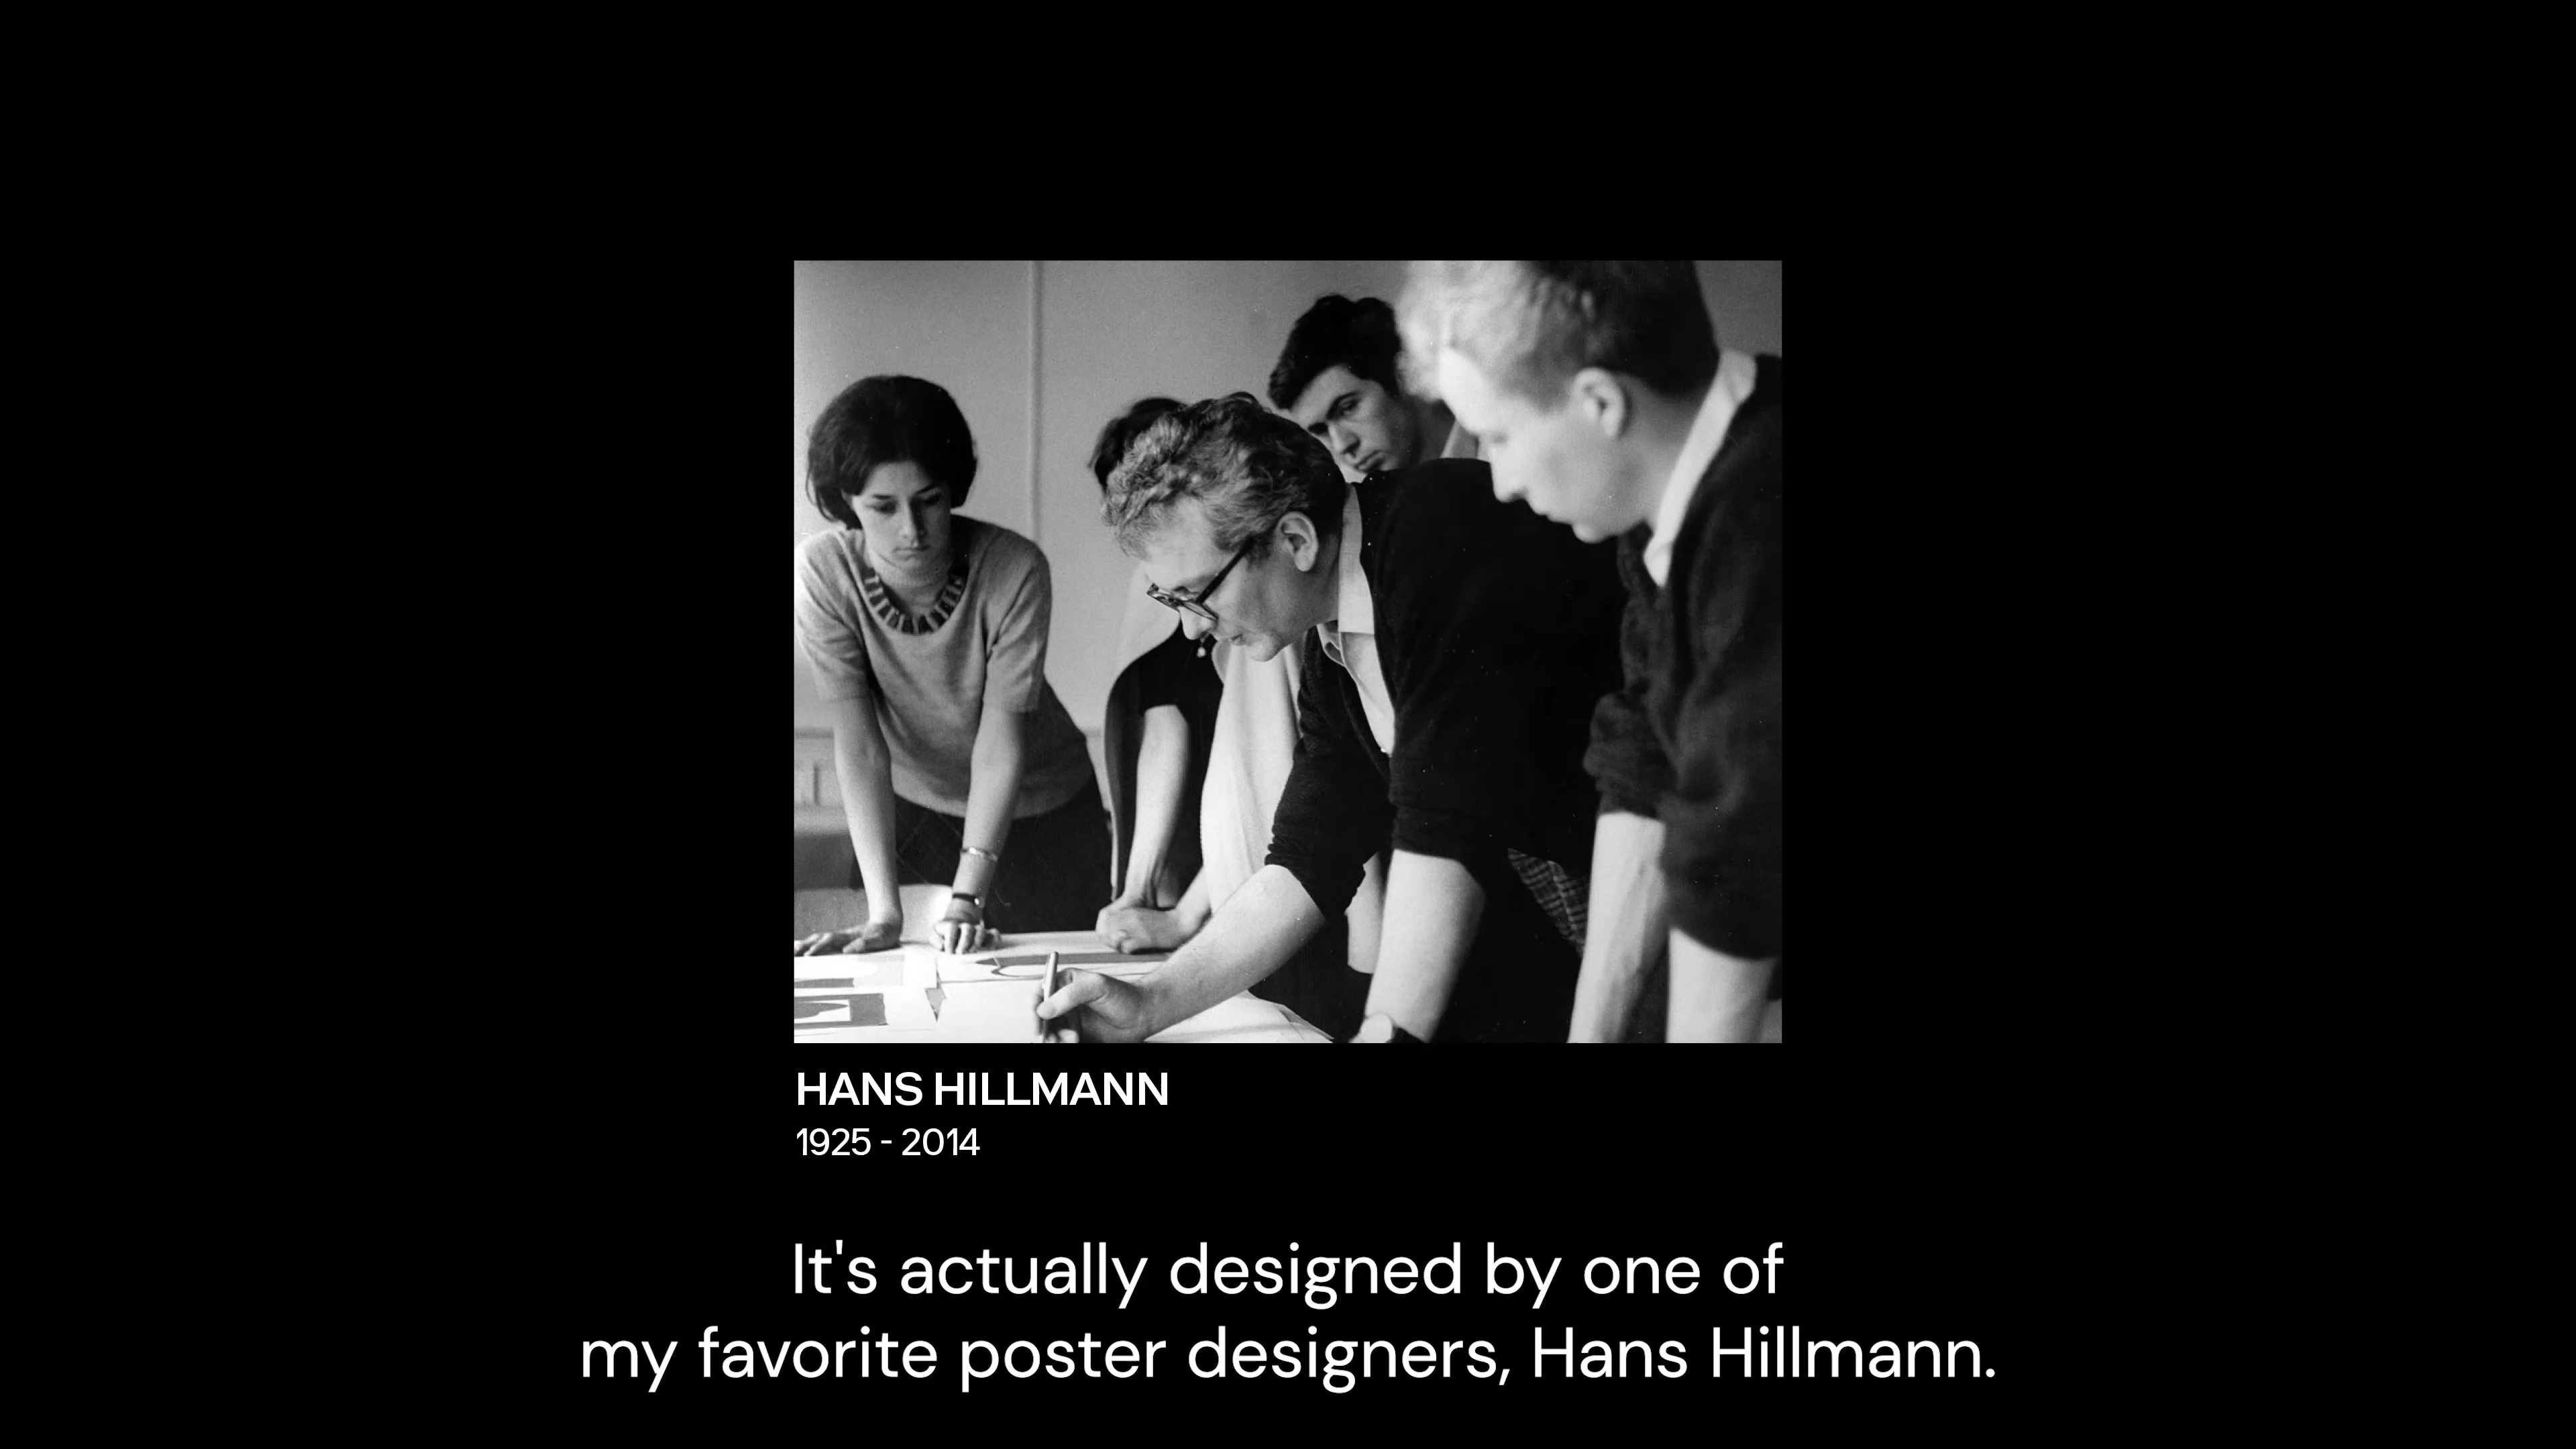 HANS HILLMANN
1925 - 2014
It's actually designed by one of
my favorite poster designers, Hans Hillmann.